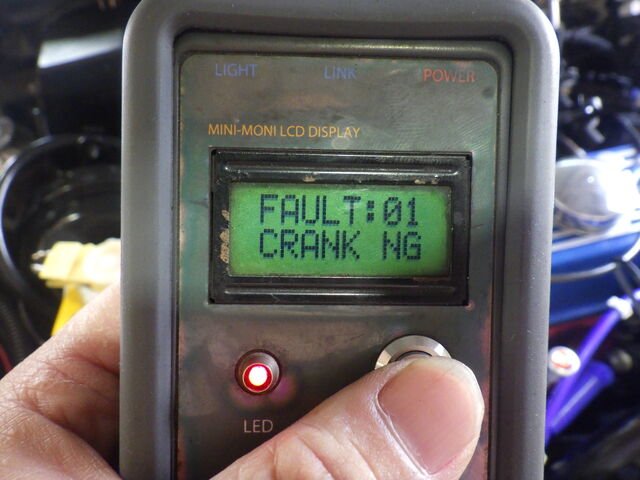 LIGHT LINK POWER
MINI-MONI LCD DISPLAY
FAULT:01
CRANK NG
LED